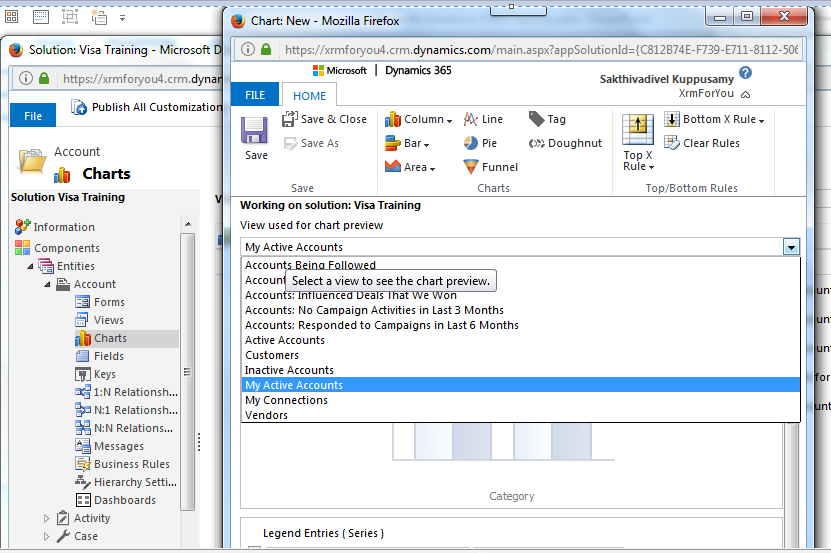 Chart: New - Mozilla Firefox
Solution: Visa Training - Microsoft D
https://xrmforyou4.crm.dynamics.com/main.aspx?appSolutionId={C812B74E-F739-E711-8112-506
https://xrmforyou4.crm.dynam
Microsoft | Dynamics 365
Sakthivadivel Kuppusamy
XrmForYou
File
Publish All Customization
FILE
HOME
Save
Save & Close
Save As
Save
Column
Line
Bar
Pie
Area
Funnel
Charts
Tag
Doughnut
Top X
Rule
Bottom X Rule
Clear Rules
Top/Bottom Rules
Account
Charts
Solution Visa Training
Information
Components
Entities
Account
Forms
Views
Charts
Fields
Keys
1:N Relationsh...
N:1 Relationsh...
N:N Relations...
Messages
Business Rules
Hierarchy Setti...
Dashboards
Activity
Case
Working on solution: Visa Training
View used for chart preview
My Active Accounts
Accounts Being Followed
Account
Select a view to see the chart preview.
Accounts: Influenced Deals That We Won
Accounts: No Campaign Activities in Last 3 Months
Accounts: Responded to Campaigns in Last 6 Months
Active Accounts
Customers
Inactive Accounts
My Active Accounts
My Connections
Vendors
Category
Legend Entries ( Series )